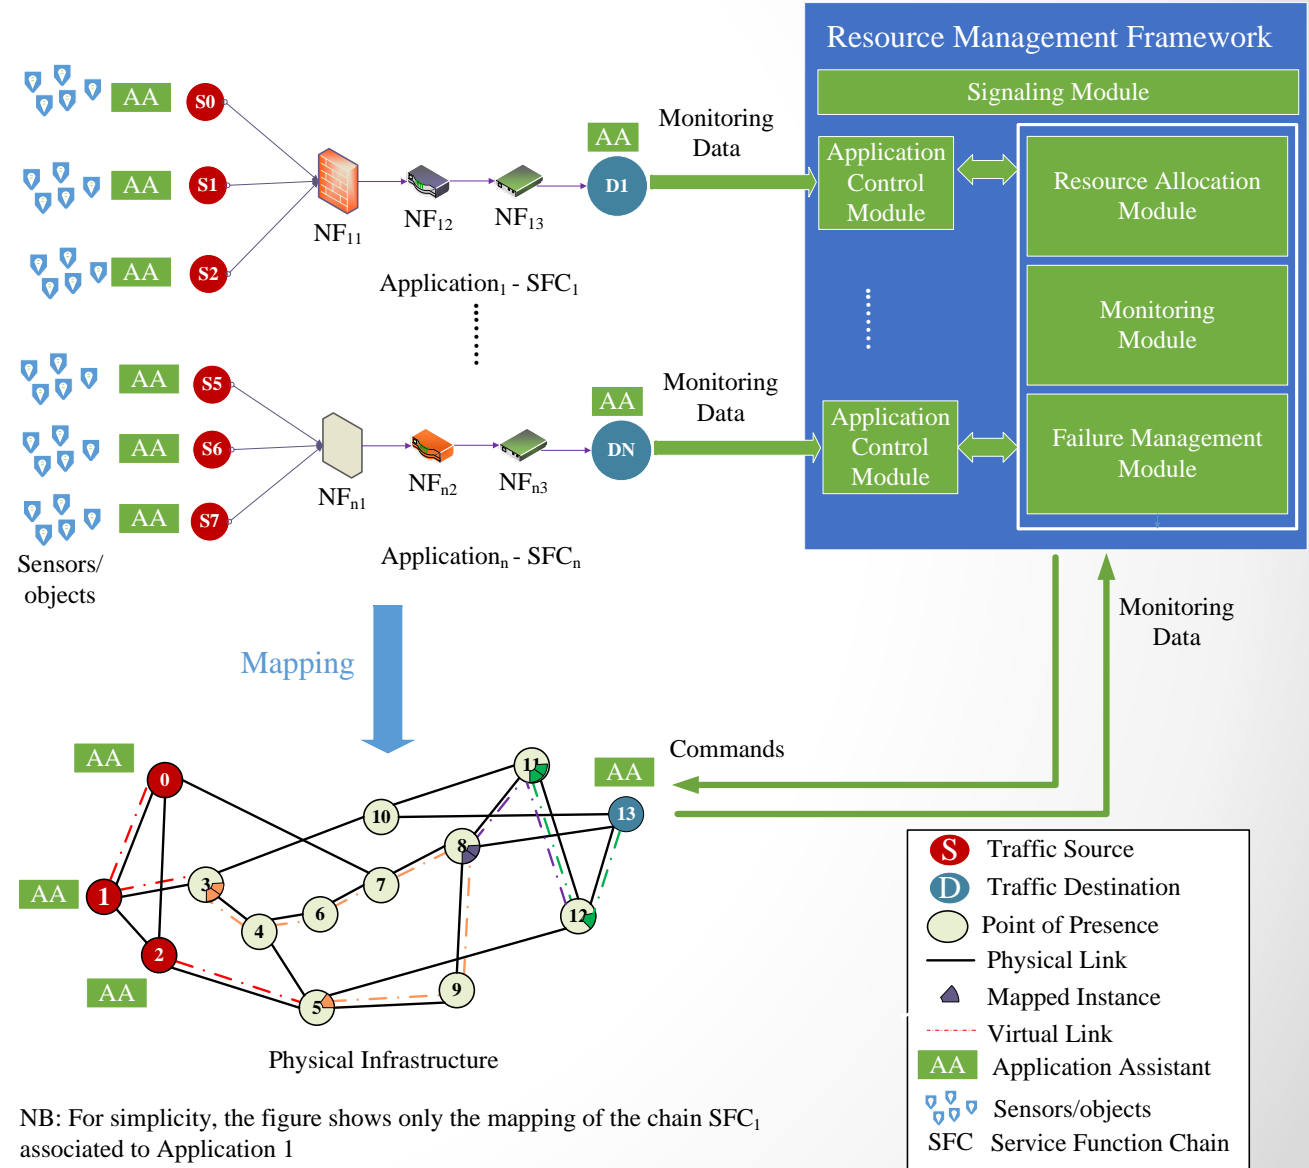 Resource Management Framework
Signaling Module
Application
Control
Module
Resource Allocation
Module
Monitoring
Module
Application
Control
Module
Failure Management
Module
AA
S0
AA
S1
AA
S2
NF11
NF12
NF13
AA
D1
Monitoring
Data
Application1 - SFC1
AA
S5
AA
S6
AA
S7
NFn1
NFn2
NFn3
AA
DN
Monitoring
Data
Applicationn - SFCn
Sensors/
objects
Mapping
Monitoring
Data
Commands
AA
0
AA
1
AA
2
3
4
5
6
7
8
9
10
11
12
AA
13
Physical Infrastructure
S Traffic Source
D Traffic Destination
Point of Presence
Physical Link
Mapped Instance
Virtual Link
AA Application Assistant
Sensors/objects
SFC Service Function Chain
NB: For simplicity, the figure shows only the mapping of the chain SFC1
associated to Application 1